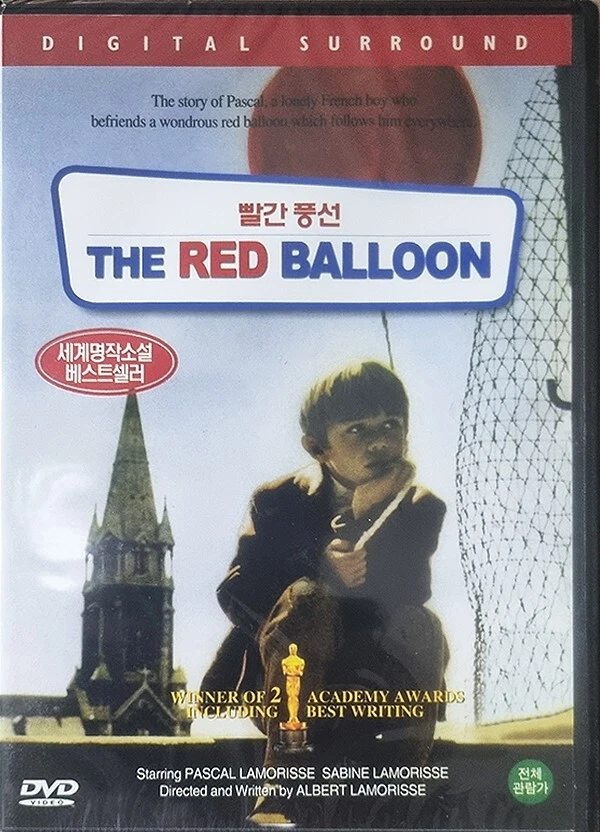 DIGITAL SURROUND
The story of Pascal, a lonely French boy who
befriends a wondrous red balloon which follows him everywhere.
빨간 풍선
THE RED BALLOON
세계명작소설
베스트셀러
WINNER OF 2 ACADEMY AWARDS
INCLUDING BEST WRITING
Starring PASCAL LAMORISSE SABINE LAMORISSE
Directed and Written by ALBERT LAMORISSE
DVD
VIDEO
전체
관람가